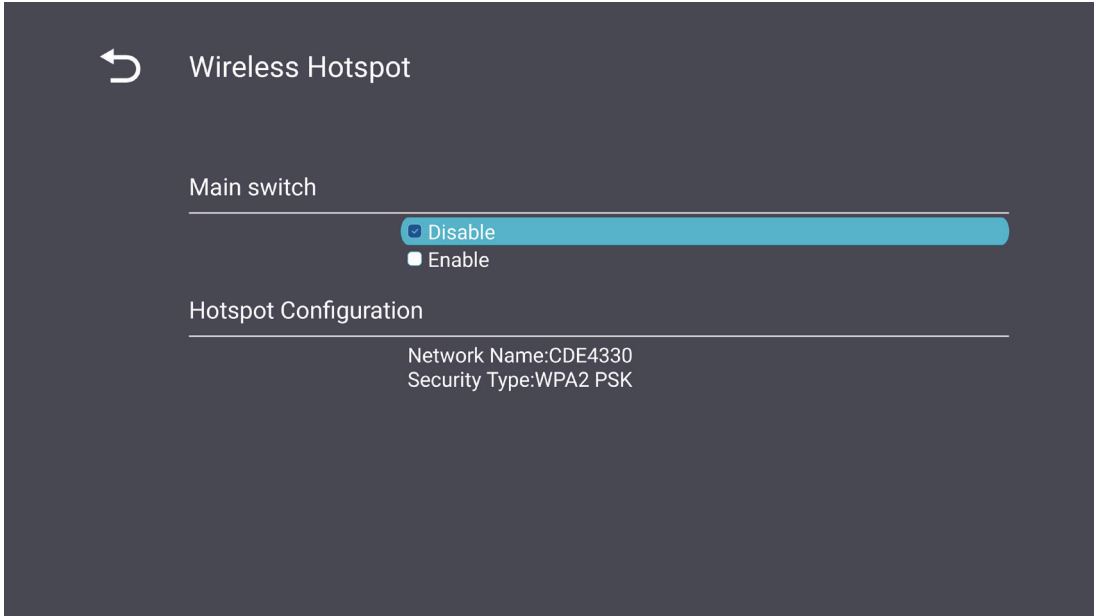 Wireless Hotspot
Main switch
Disable
Enable
Hotspot Configuration
Network Name:CDE4330
Security Type:WPA2 PSK